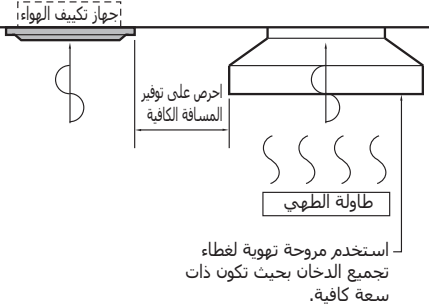 جهاز تكييف الهواء
احرص على توفير
المسافة الكافية
طاولة الطهي
استخدم مروحة تهوية لغطاء
تجميع الدخان بحيث تكون ذات
سعة كافية.